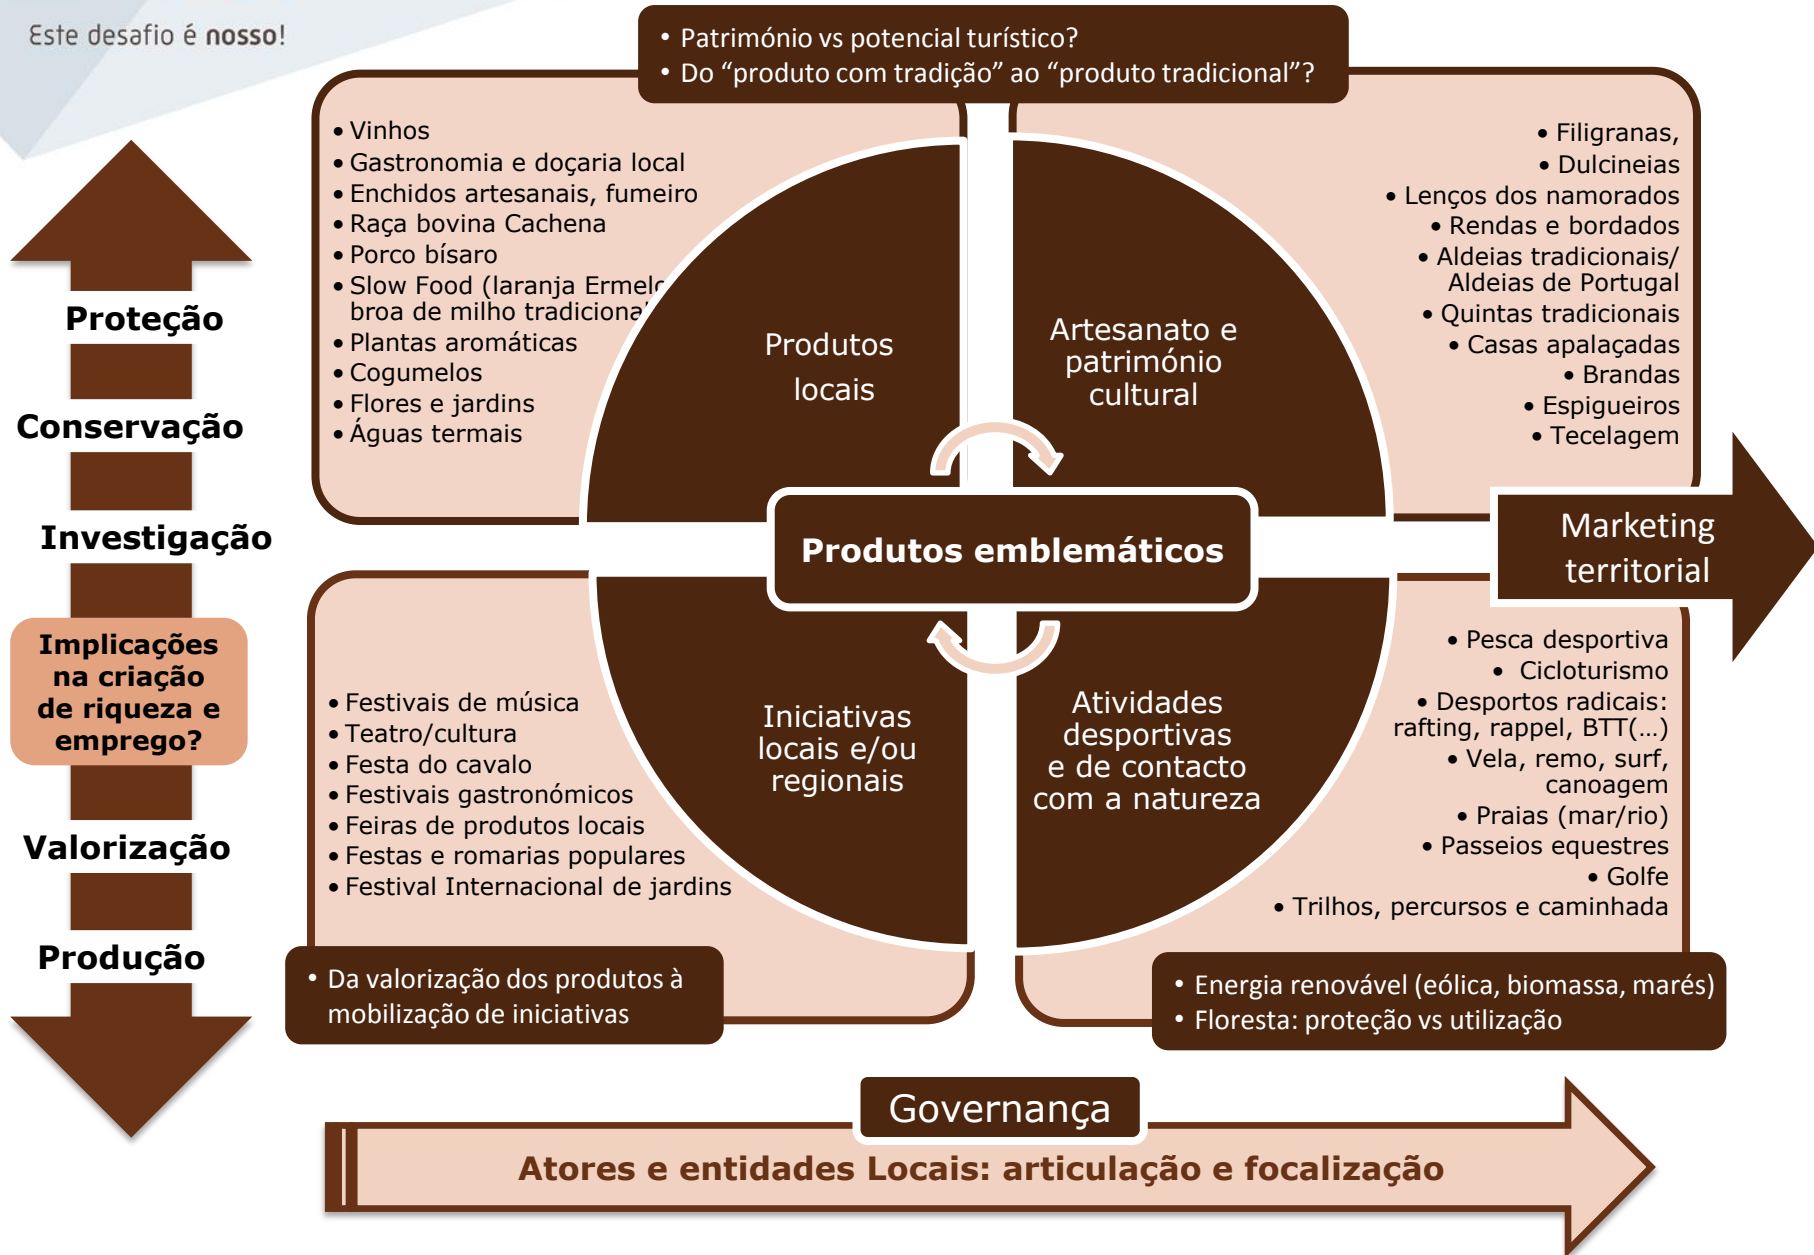 Este desafio é nosso!
• Património vs potencial turístico?
• Do “produto com tradição” ao “produto tradicional”?
• Vinhos
• Gastronomia e doçaria local
• Enchidos artesanais, fumeiro
• Raça bovina Cachena
• Porco bísaro
• Slow Food (laranja Ermelo
broa de milho tradicional
• Plantas aromáticas
• Cogumelos
• Flores e jardins
• Águas termais
Produtos
locais
Artesanato e
património
cultural
• Filigranas,
• Dulcineias
• Lenços dos namorados
• Rendas e bordados
• Aldeias tradicionais/
Aldeias de Portugal
• Quintas tradicionais
• Casas apalaçadas
• Brandas
• Espigueiros
• Tecelagem
Proteção
Conservação
Investigação
Implicações
na criação
de riqueza e
emprego?
Valorização
Produção
Produtos emblemáticos
Marketing
territorial
• Festivais de música
• Teatro/cultura
• Festa do cavalo
• Festivais gastronómicos
• Feiras de produtos locais
• Festas e romarias populares
• Festival Internacional de jardins
Iniciativas
locais e/ou
regionais
Atividades
desportivas
e de contacto
com a natureza
• Pesca desportiva
• Cicloturismo
• Desportos radicais:
rafting, rappel, BTT(…)
• Vela, remo, surf,
canoagem
• Praias (mar/rio)
• Passeios equestres
• Golfe
• Trilhos, percursos e caminhada
• Da valorização dos produtos à
mobilização de iniciativas
• Energia renovável (eólica, biomassa, marés)
• Floresta: proteção vs utilização
Governança
Atores e entidades Locais: articulação e focalização